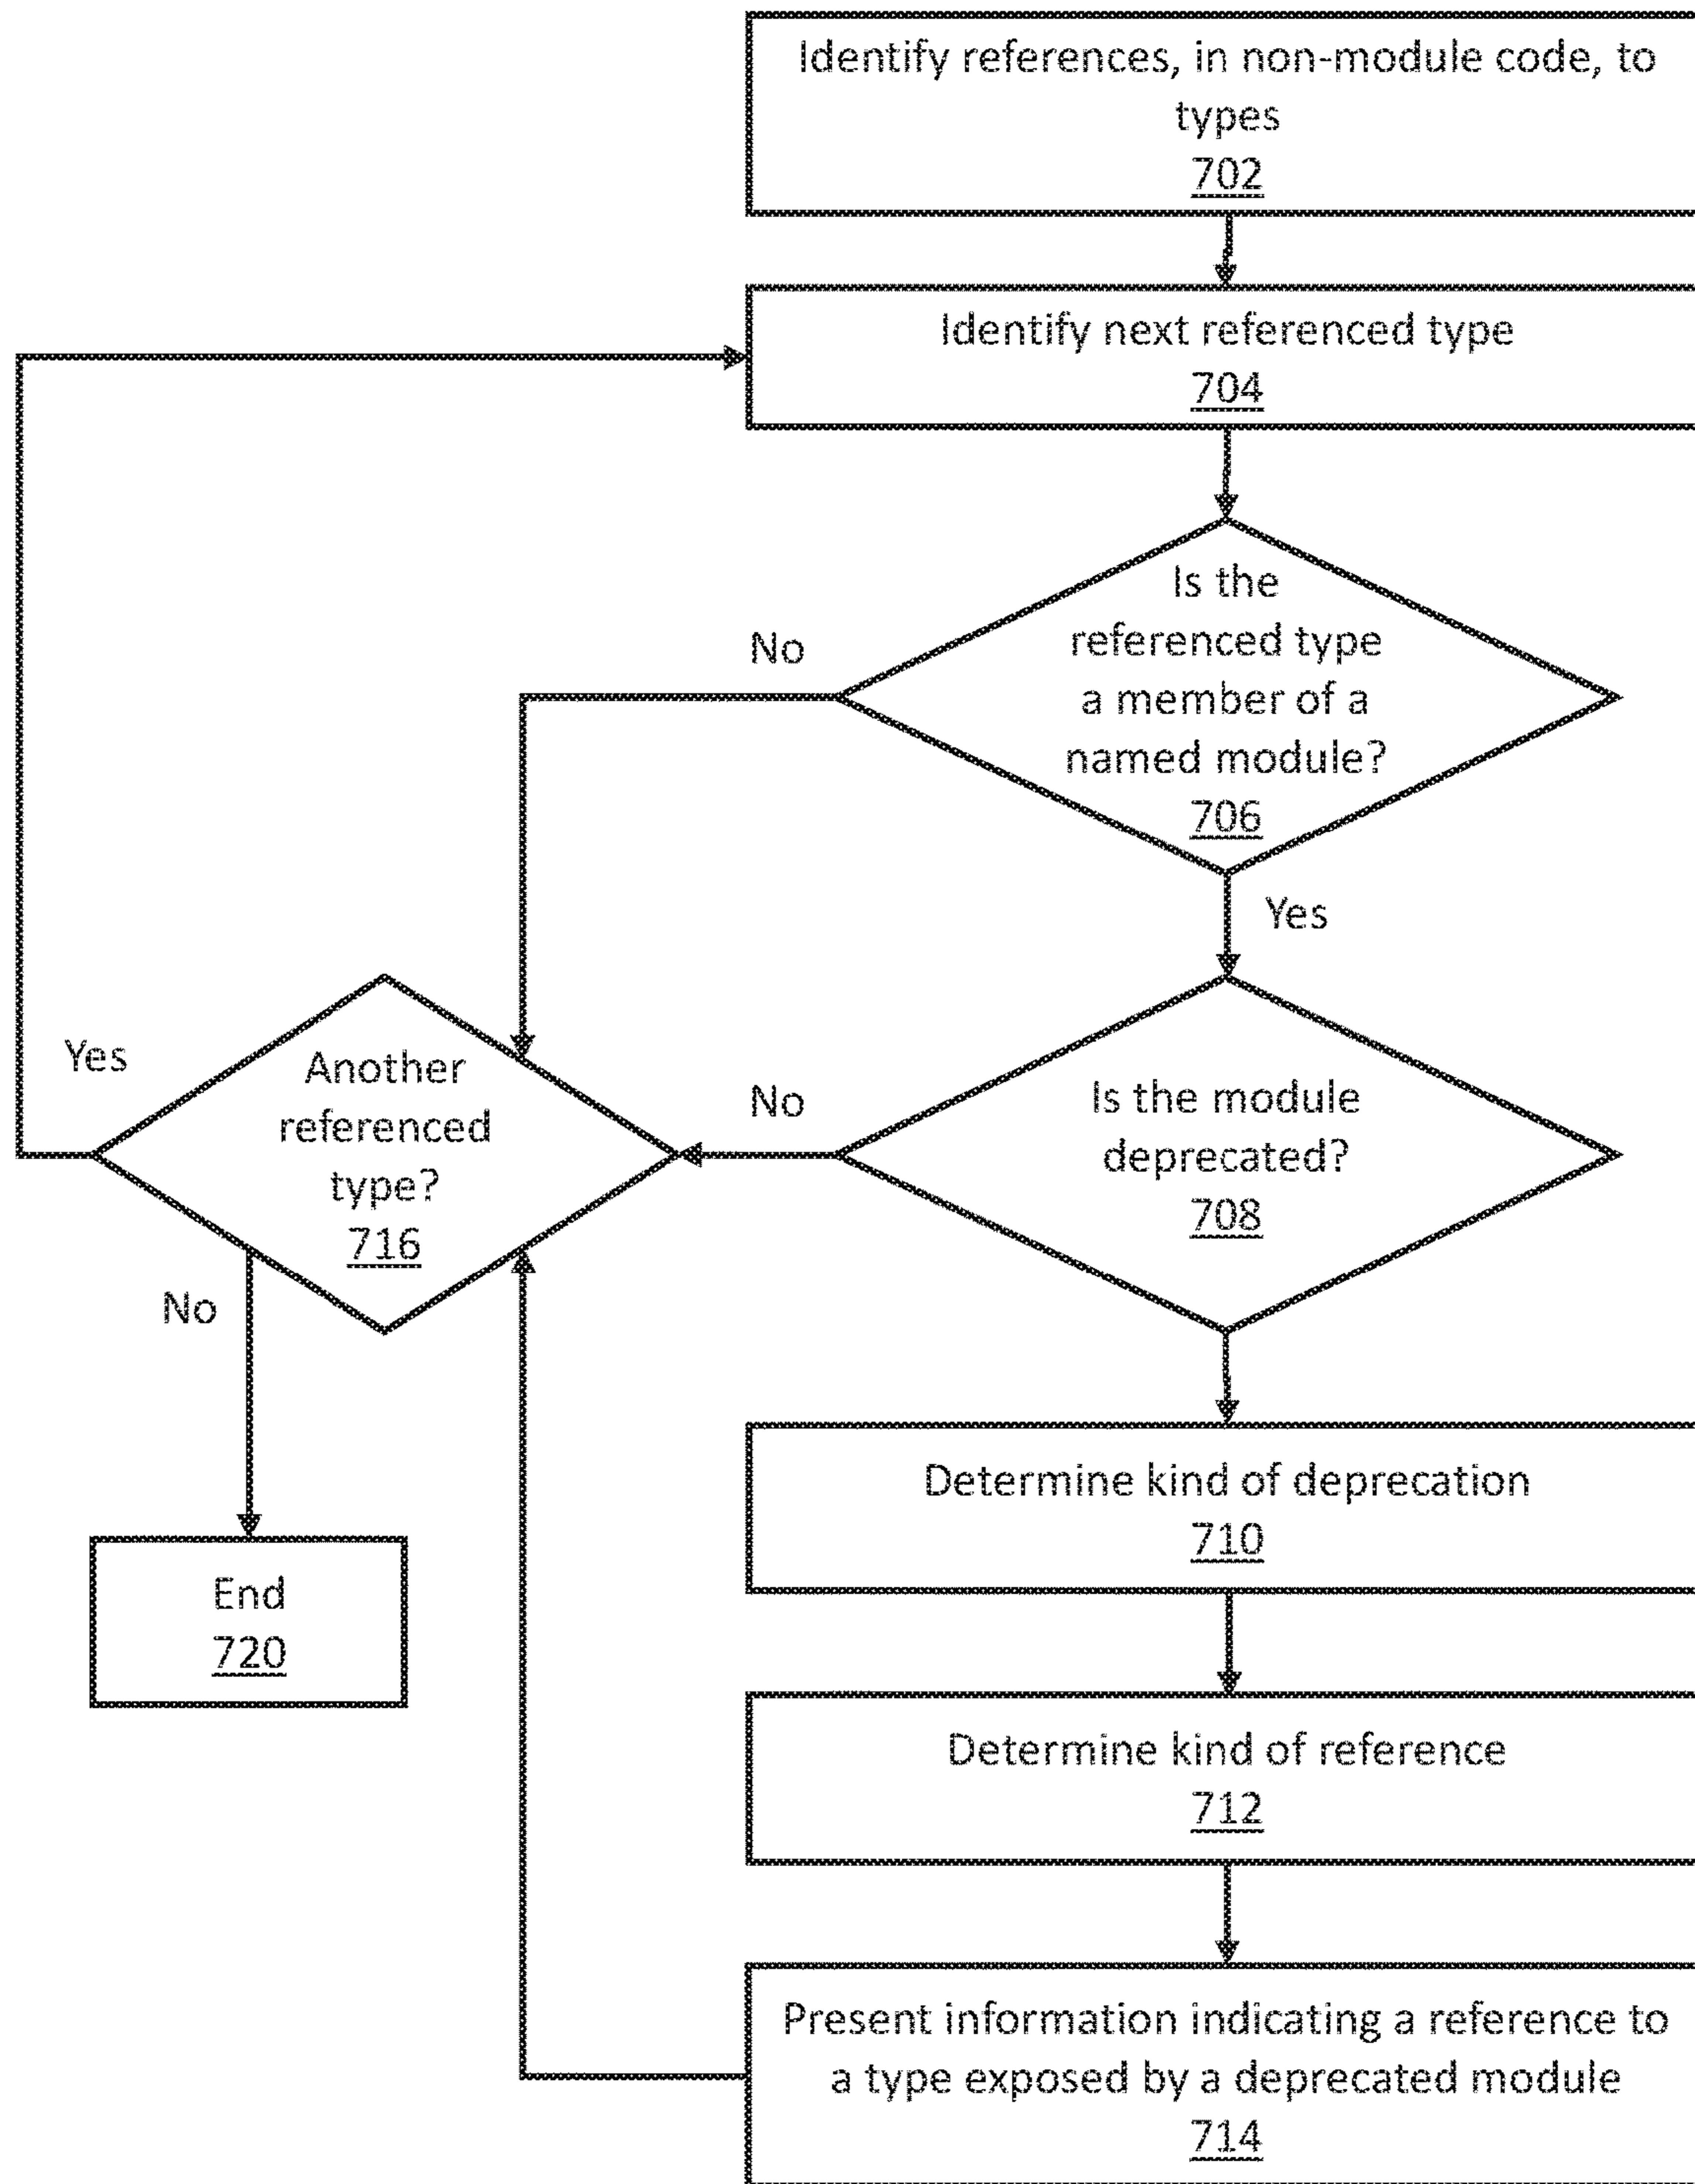 Identify references, in non-module code, to
types
702
Identify next referenced type
704
Is the
referenced type
a member of a
named module?
706
No
Yes
Yes
Another
referenced
type?
716
No
Is the module
deprecated?
708
No
Determine kind of deprecation
710
End
720
Determine kind of reference
712
Present information indicating a reference to
a type exposed by a deprecated module
714